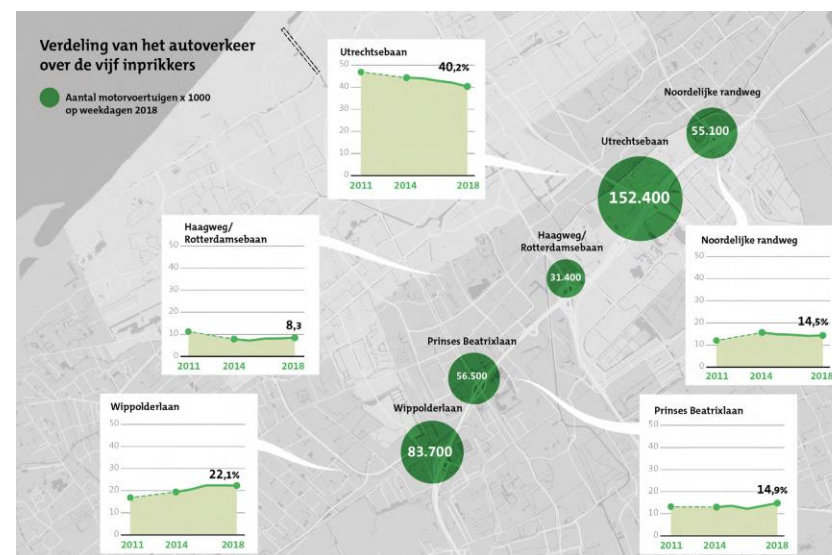 Verdeling van het autoverkeer
over de vijf inprikkers
Aantal motorvoertuigen x 1000
op weekdagen 2018
Utrechtsebaan
50
40,2%
40
30
20
10
0
2011 2014 2018
Noordelijke randweg
55.100
Utrechtsebaan
152.400
Haagweg/
Rotterdamsebaan
31.400
Prinses Beatrixlaan
56.500
Wippolderlaan
83.700
Haagweg/
Rotterdamsebaan
50
40
30
20
8,3
10
0
2011 2014 2018
Noordelijke randweg
50
40
30
20
14,5%
10
0
2011 2014 2018
Wippolderlaan
50
40
30
22,1%
20
10
0
2011 2014 2018
Prinses Beatrixlaan
50
40
30
20
14,9%
10
0
2011 2014 2018